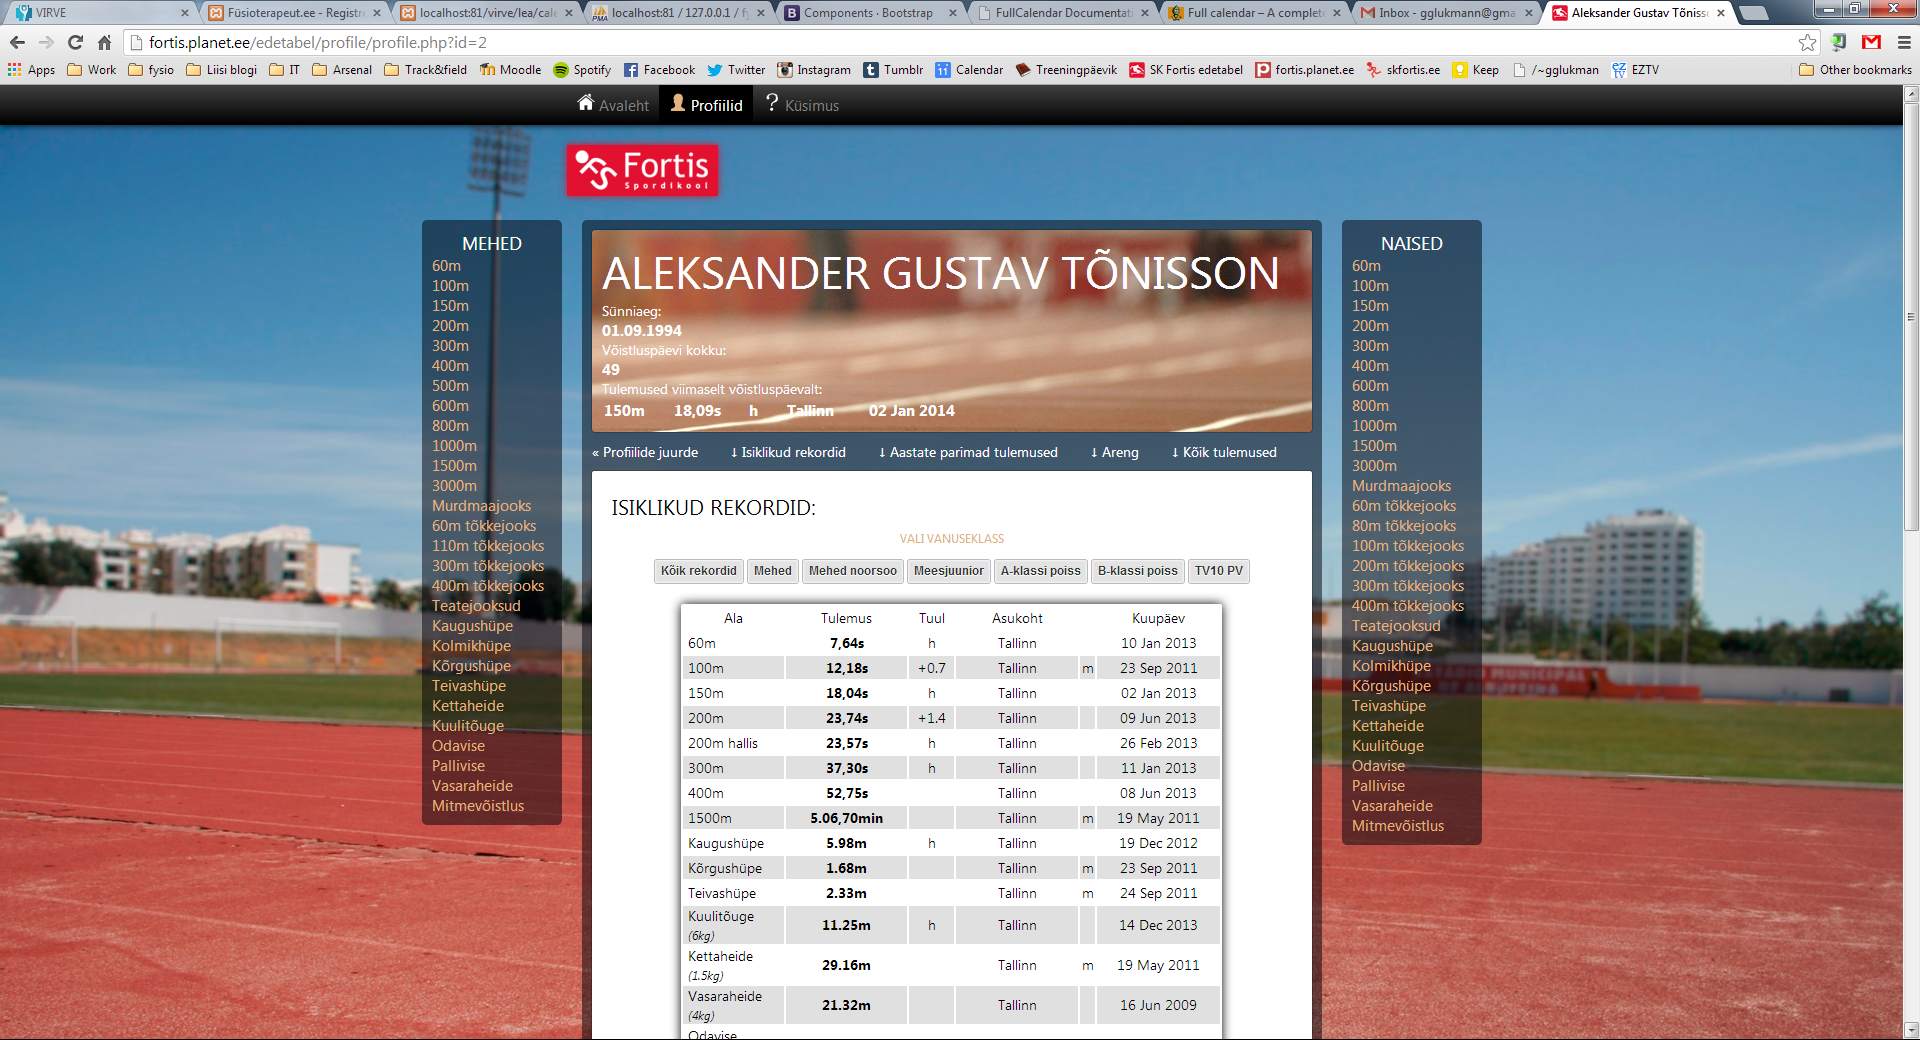 VIRVE
Füsioterapeut.ee - Registre
localhost:81/virve/lea/cale
localhost:81 / 127.0.0.1 / fy
Components · Bootstrap
FullCalendar Documentati
Full calendar – A complete
Inbox - gglukmann@gma
Aleksander Gustav Tõnisso
fortis.planet.ee/edetabel/profile/profile.php?id=2
Apps Work fysio Liisi blogi IT Arsenal Track&field Moodle Spotify Facebook Twitter Instagram Tumblr Calendar Treeningpäevik SK Fortis edetabel fortis.planet.ee skfortis.ee Keep /~gglukman EZTV Other bookmarks
Avaleht Profiilid ? Küsimus
Fortis
Spordikool
MEHED
60m
100m
150m
200m
300m
400m
500m
600m
800m
1000m
1500m
3000m
Murdmaajooks
60m tõkkejooks
110m tõkkejooks
300m tõkkejooks
400m tõkkejooks
Teatejooksud
Kaugushüpe
Kolmikhüpe
Kõrgushüpe
Teivashüpe
Kettaheide
Kuulitõuge
Odavise
Pallivise
Vasaraheide
Mitmevõistlus
ALEKSANDER GUSTAV TÕNISSON
Sünniaeg:
01.09.1994
Võistluspäevi kokku:
49
Tulemused viimaselt võistluspäevalt:
150m 18,09s h Tallinn 02 Jan 2014
« Profiilide juurde ↓ Isiklikud rekordid ↓ Aastate parimad tulemused ↓ Areng ↓ Kõik tulemused
ISIKLIKUD REKORDID:
VALI VANUSEKLASS
Kõik rekordid Mehed Mehed noorsoo Meesjuunior A-klassi poiss B-klassi poiss TV10 PV
Ala Tulemus Tuul Asukoht Kuupäev
60m 7,64s h Tallinn 10 Jan 2013
100m 12,18s +0.7 Tallinn m 23 Sep 2011
150m 18,04s h Tallinn 02 Jan 2013
200m 23,74s +1.4 Tallinn 09 Jun 2013
200m hallis 23,57s h Tallinn 26 Feb 2013
300m 37,30s h Tallinn 11 Jan 2013
400m 52,75s Tallinn 08 Jun 2013
1500m 5.06,70min Tallinn m 19 May 2011
Kaugushüpe 5.98m h Tallinn 19 Dec 2012
Kõrgushüpe 1.68m Tallinn m 23 Sep 2011
Teivashüpe 2.33m Tallinn m 24 Sep 2011
Kuulitõuge (6kg) 11.25m h Tallinn 14 Dec 2013
Kettaheide (1.5kg) 29.16m Tallinn m 19 May 2011
Vasaraheide (4kg) 21.32m Tallinn 16 Jun 2009
Odavise
NAISED
60m
100m
150m
200m
300m
400m
600m
800m
1000m
1500m
3000m
Murdmaajooks
60m tõkkejooks
80m tõkkejooks
100m tõkkejooks
200m tõkkejooks
300m tõkkejooks
400m tõkkejooks
Teatejooksud
Kaugushüpe
Kolmikhüpe
Kõrgushüpe
Teivashüpe
Kettaheide
Kuulitõuge
Odavise
Pallivise
Vasaraheide
Mitmevõistlus